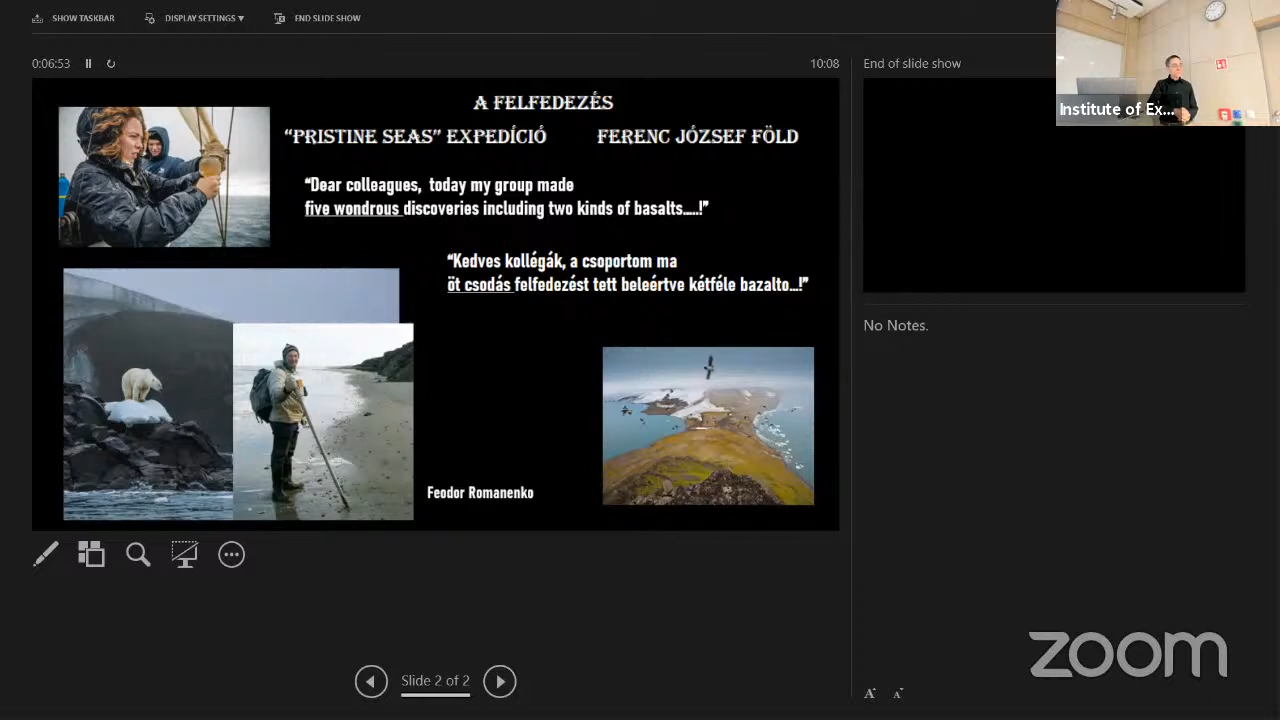 SHOW TASKBAR
DISPLAY SETTINGS ▼
END SLIDE SHOW
0:06:53
10:08
End of slide show
A FELFEDEZÉS
“PRISTINE SEAS” EXPEDÍCIÓ
FERENC JÓZSEF FÖLD
“Dear colleagues, today my group made
five wondrous discoveries including two kinds of basalts.....!”
“Kedves kollégák, a csoportom ma
öt csodás felfedezést tett beleértve kétféle bazalto...!”
Feodor Romanenko
Institute of Ex...
No Notes.
Slide 2 of 2
A A
zoom